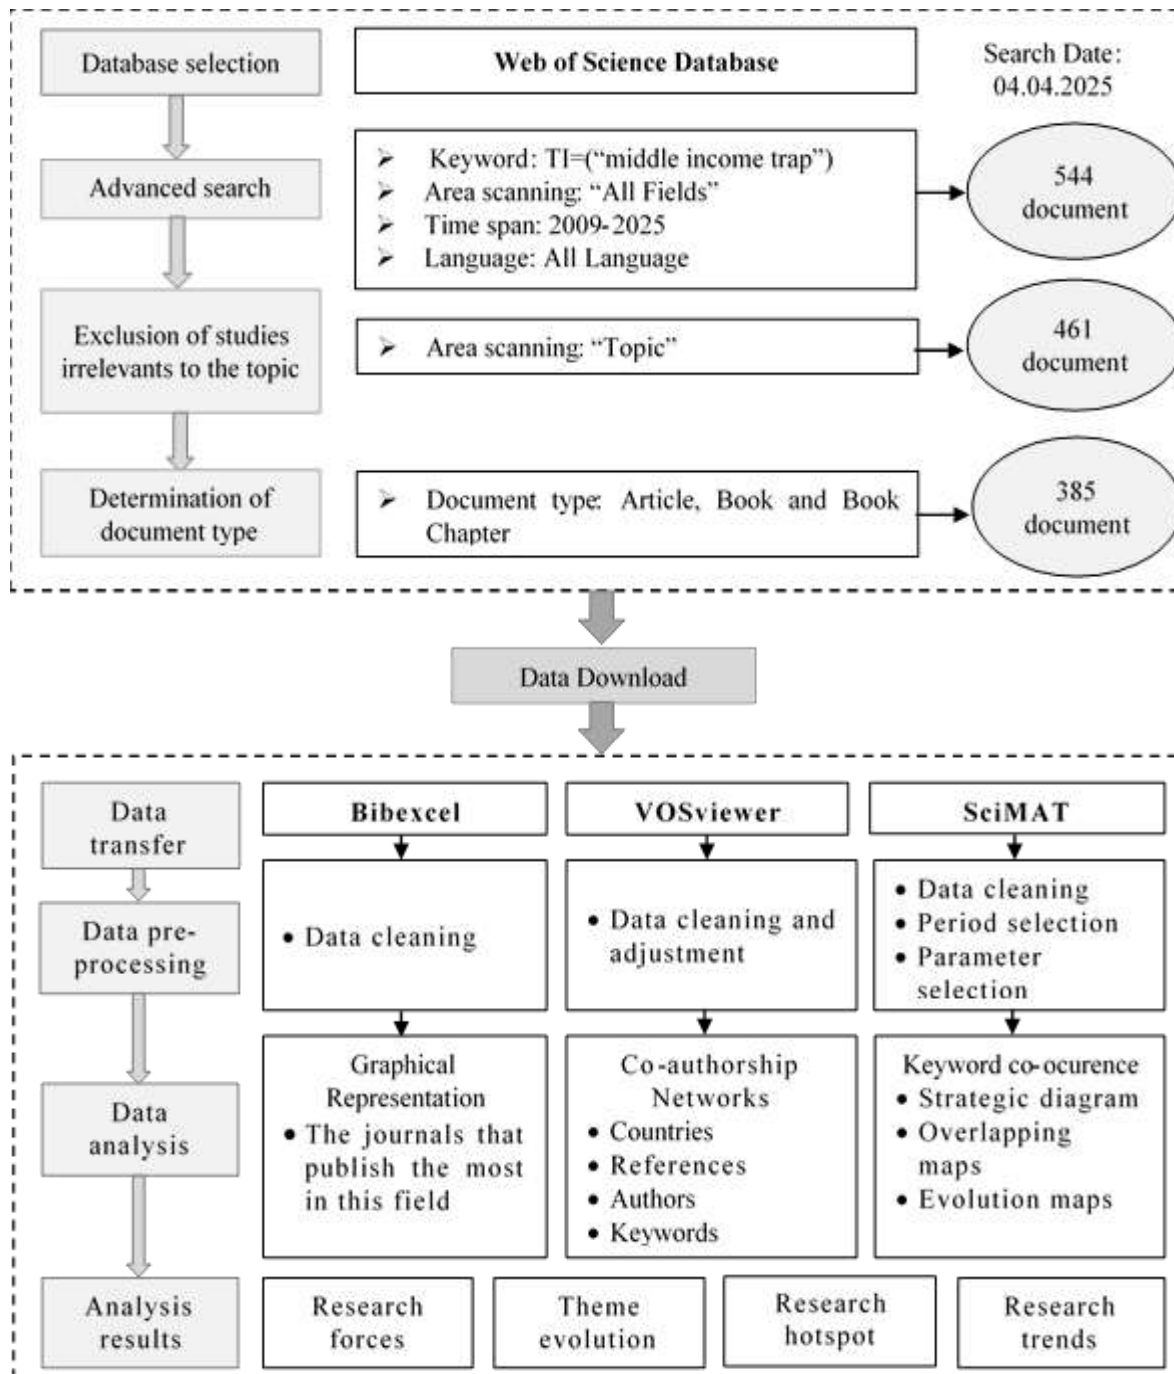 Database selection
Web of Science Database
Search Date:
04.04.2025
Advanced search
➢ Keyword: TI=(“middle income trap”)
➢ Area scanning: “All Fields”
➢ Time span: 2009-2025
➢ Language: All Language
544
document
Exclusion of studies
irrelevants to the topic
➢ Area scanning: “Topic”
461
document
Determination of
document type
➢ Document type: Article, Book and Book
Chapter
385
document
Data Download
Data
transfer
Bibexcel
VOSviewer
SciMAT
Data pre-
processing
• Data cleaning
• Data cleaning and
adjustment
• Data cleaning
• Period selection
• Parameter
selection
Data
analysis
Graphical
Representation
• The journals that
publish the most
in this field
Co-authorship
Networks
• Countries
• References
• Authors
• Keywords
Keyword co-ocurence
• Strategic diagram
• Overlapping
maps
• Evolution maps
Analysis
results
Research
forces
Theme
evolution
Research
hotspot
Research
trends